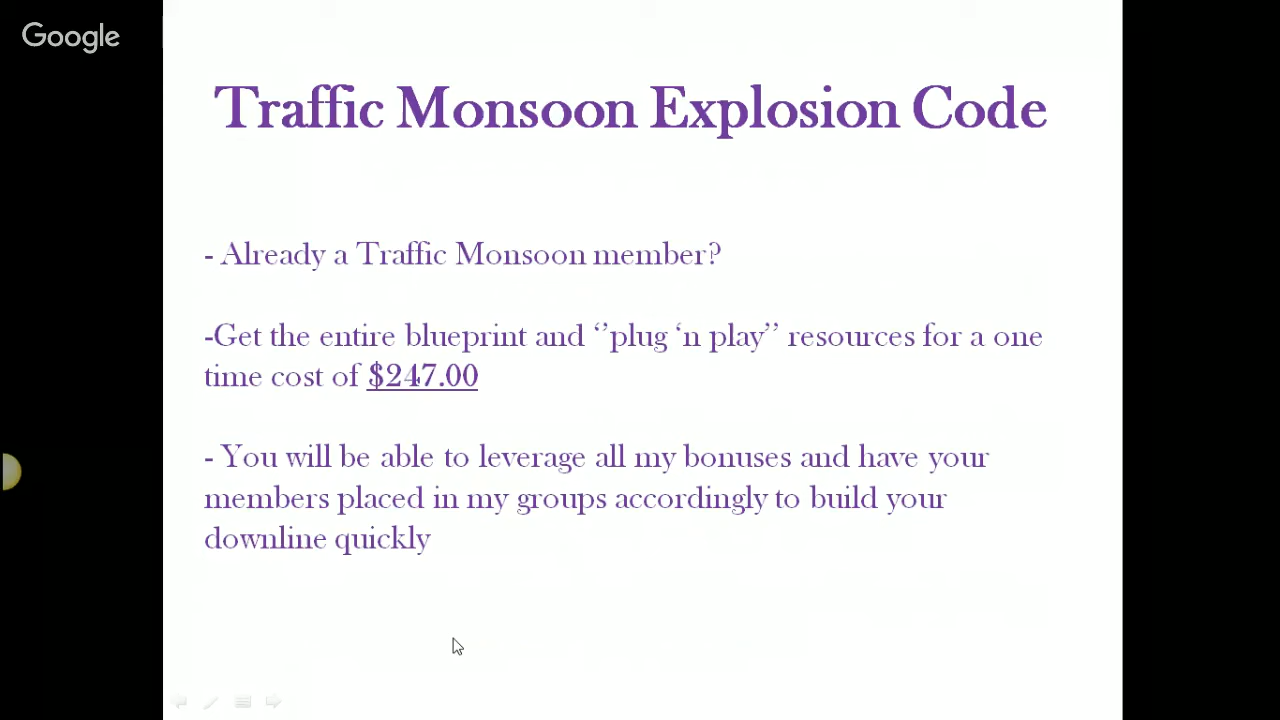 Google
Traffic Monsoon Explosion Code
- Already a Traffic Monsoon member?
-Get the entire blueprint and ‘’plug ‘n play’’ resources for a one
time cost of $247.00
- You will be able to leverage all my bonuses and have your
members placed in my groups accordingly to build your
downline quickly